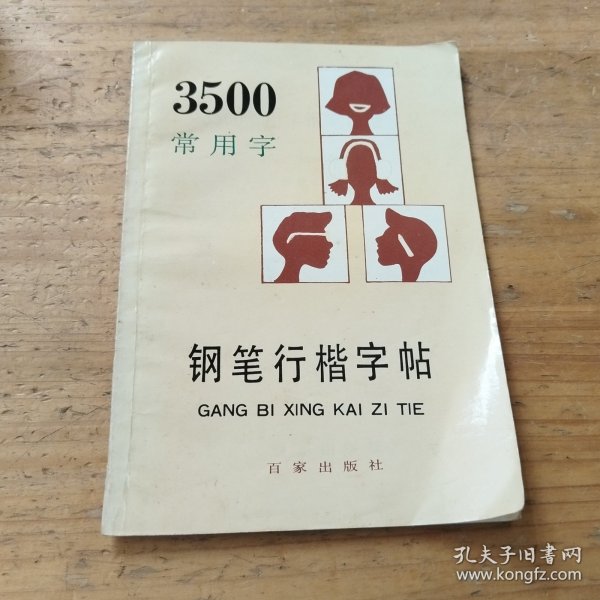 3500
常用字
钢笔行楷字帖
GANG BI XING KAI ZI TIE
百家出版社
孔夫子旧书网
www.kongfz.com